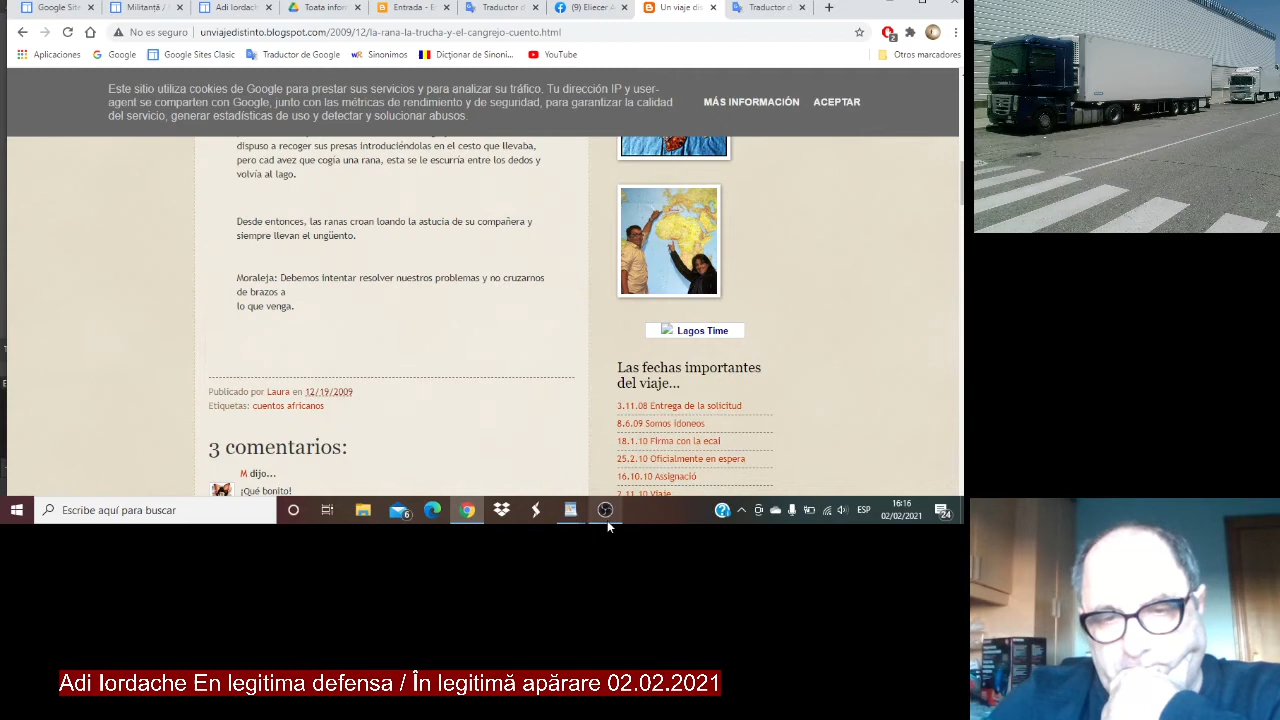 Google Sites
Militanță / 
Adi Iordach
Toata infor
Entrada - Es
Traductor d
(9) Eliecer A
Un viaje dis
Traductor d
No es seguro
unviajedistinto.blogspot.com/2009/12/la-rana-la-trucha-y-el-cangrejo-cuento.html
2
Aplicaciones
Google
Google Sites Clasic
Traductor de Google
Sinonimos
Dicționar de Sinoni...
YouTube
Otros marcadores
Este sitio utiliza cookies de Google para prestar sus servicios y para analizar su tráfico. Tu dirección IP y user-
agent se comparten con Google, junto con las métricas de rendimiento y de seguridad, para garantizar la calidad
del servicio, generar estadísticas de uso y detectar y solucionar abusos.
MÁS INFORMACIÓN
ACEPTAR
dispuso a recoger sus presas introduciéndolas en el cesto que llevaba,
pero cad avez que cogía una rana, esta se le escurría entre los dedos y
volvía al lago.
Desde entonces, las ranas croan loando la astucia de su compañera y
siempre llevan el ungüento.
Moraleja: Debemos intentar resolver nuestros problemas y no cruzarnos
de brazos a
lo que venga.
Publicado por Laura en 12/19/2009
Etiquetas: cuentos africanos
3 comentarios:
M dijo...
¡Qué bonito!
Lagos Time
Las fechas importantes
del viaje...
3.11.08 Entrega de la solicitud
8.6.09 Somos idoneos
18.1.10 Firma con la ecai
25.2.10 Oficialmente en espera
16.10.10 Assignació
2.11.10 Viaje
Escribe aquí para buscar
6
ESP
16:16
02/02/2021
24
Adi Iordache En legitima defensa / În legitimă apărare 02.02.2021